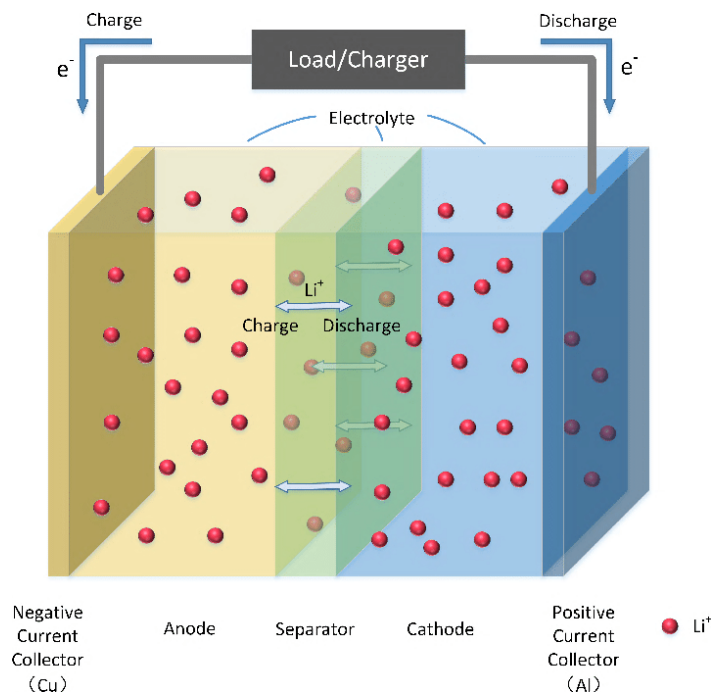 Charge
Discharge
e-
Load/Charger
e-
Electrolyte
Li+
Charge
Discharge
Negative
Current
Collector
（Cu）
Anode
Separator
Cathode
Positive
Current
Collector
（Al）
Li+